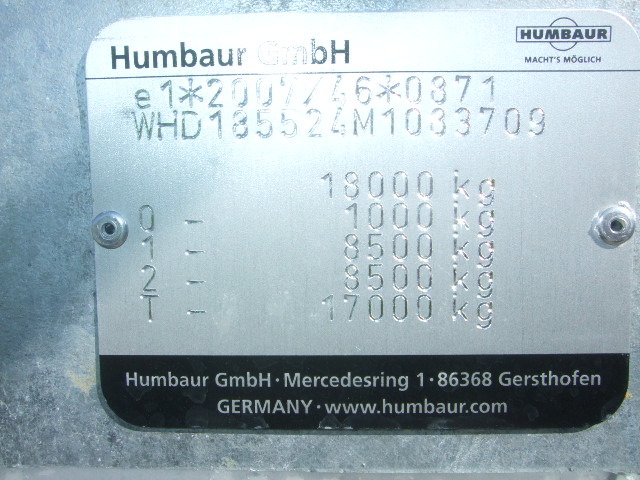 HUMBAUR
MACHT'S MÖGLICH
Humbaur GmbH
e1*2007/46*0371
WHD185524M1033709
18000 kg
0 - 1000 kg
1 - 8500 kg
2 - 8500 kg
T - 17000 kg
Humbaur GmbH · Mercedesring 1 · 86368 Gersthofen
GERMANY · www.humbaur.com